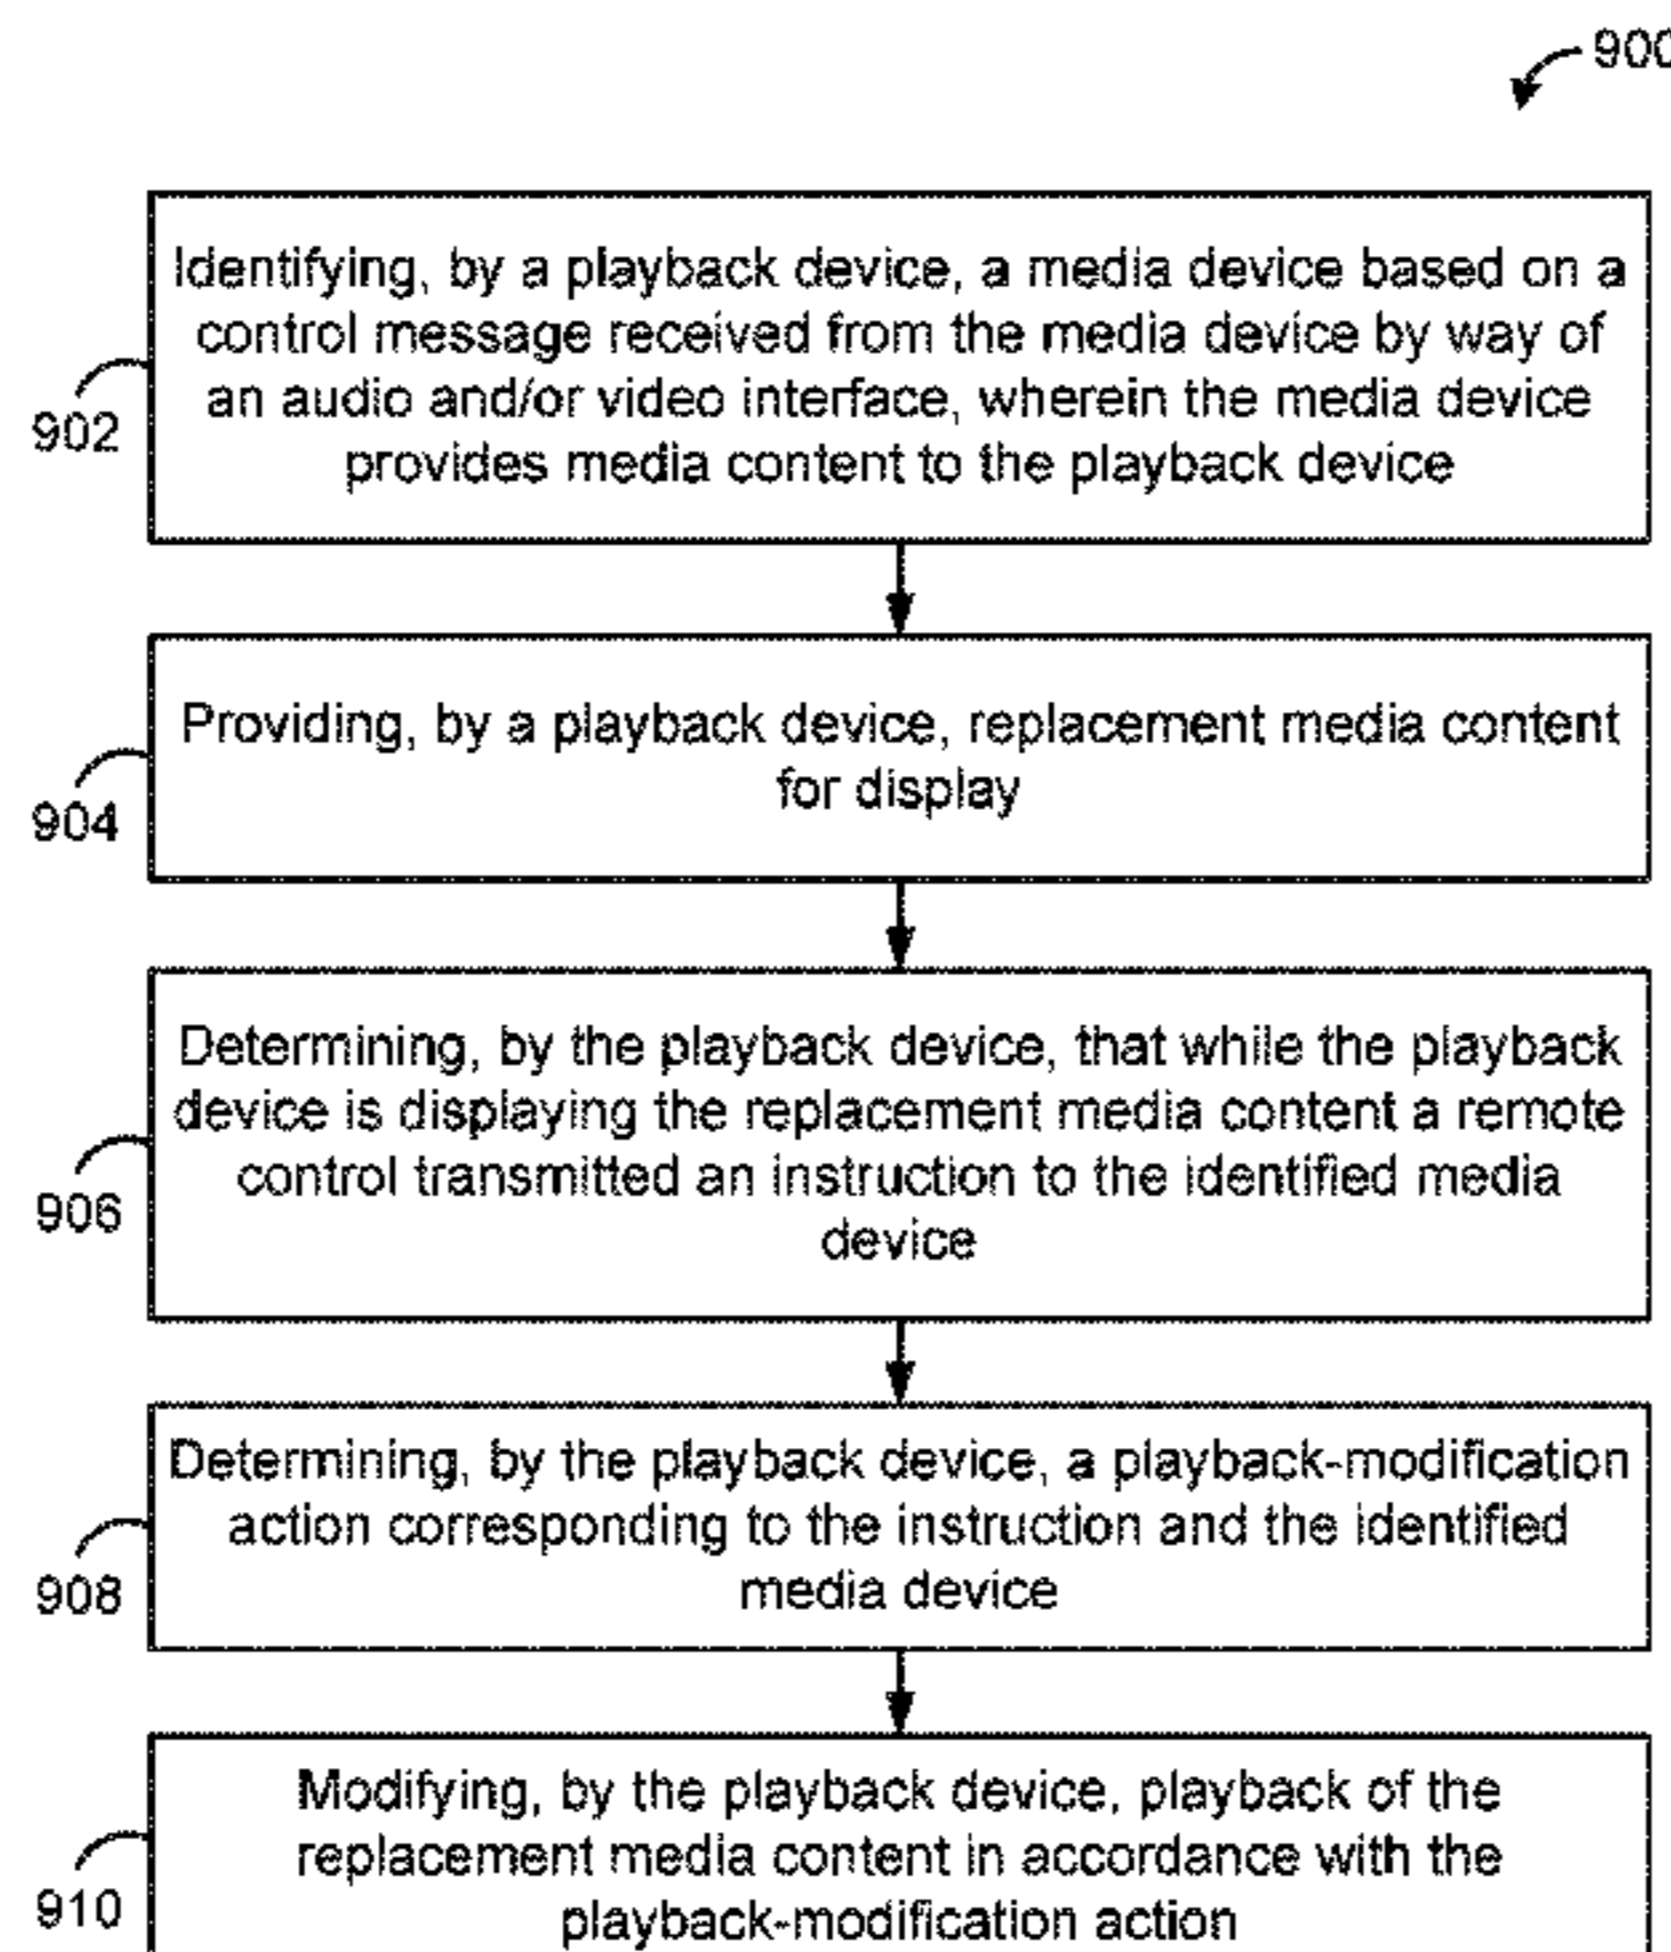 900
Identifying, by a playback device, a media device based on a
control message received from the media device by way of
an audio and/or video interface, wherein the media device
provides media content to the playback device
902
Providing, by a playback device, replacement media content
for display
904
Determining, by the playback device, that while the playback
device is displaying the replacement media content a remote
control transmitted an instruction to the identified media
device
906
Determining, by the playback device, a playback-modification
action corresponding to the instruction and the identified
media device
908
Modifying, by the playback device, playback of the
replacement media content in accordance with the
playback-modification action
910